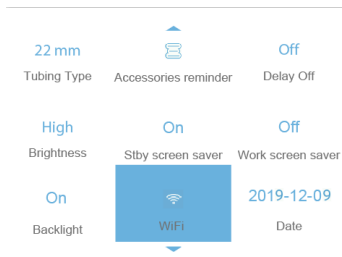 22 mm
Off
Tubing Type
Accessories reminder
Delay Off
High
On
Off
Brightness
Stby screen saver
Work screen saver
On
2019-12-09
Backlight
WiFi
Date